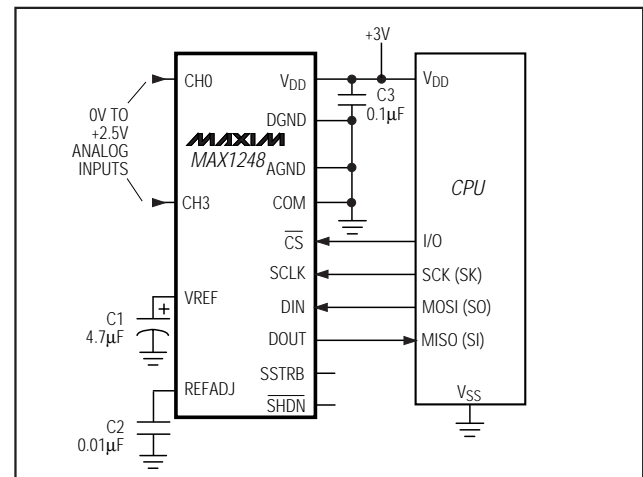 +3V
CH0
VDD
VDD
C3
0.1µF
0V TO
+2.5V
ANALOG
INPUTS
DGND
MAXIM
MAX1248
AGND
CPU
CH3
COM
CS
I/O
SCLK
SCK (SK)
VREF
+
DIN
MOSI (SO)
C1
4.7µF
DOUT
MISO (SI)
SSTRB
REFADJ
SHDN
VSS
C2
0.01µF